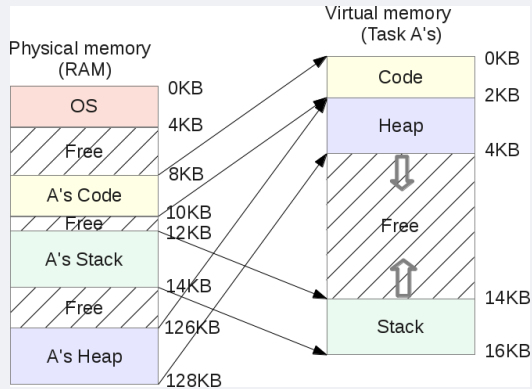 Physical memory
(RAM)
0KB
OS
4KB
Free
8KB
A's Code
10KB
Free
12KB
A's Stack
14KB
Free
126KB
A's Heap
128KB
Virtual memory
(Task A's)
0KB
Code
2KB
Heap
4KB
Free
14KB
Stack
16KB